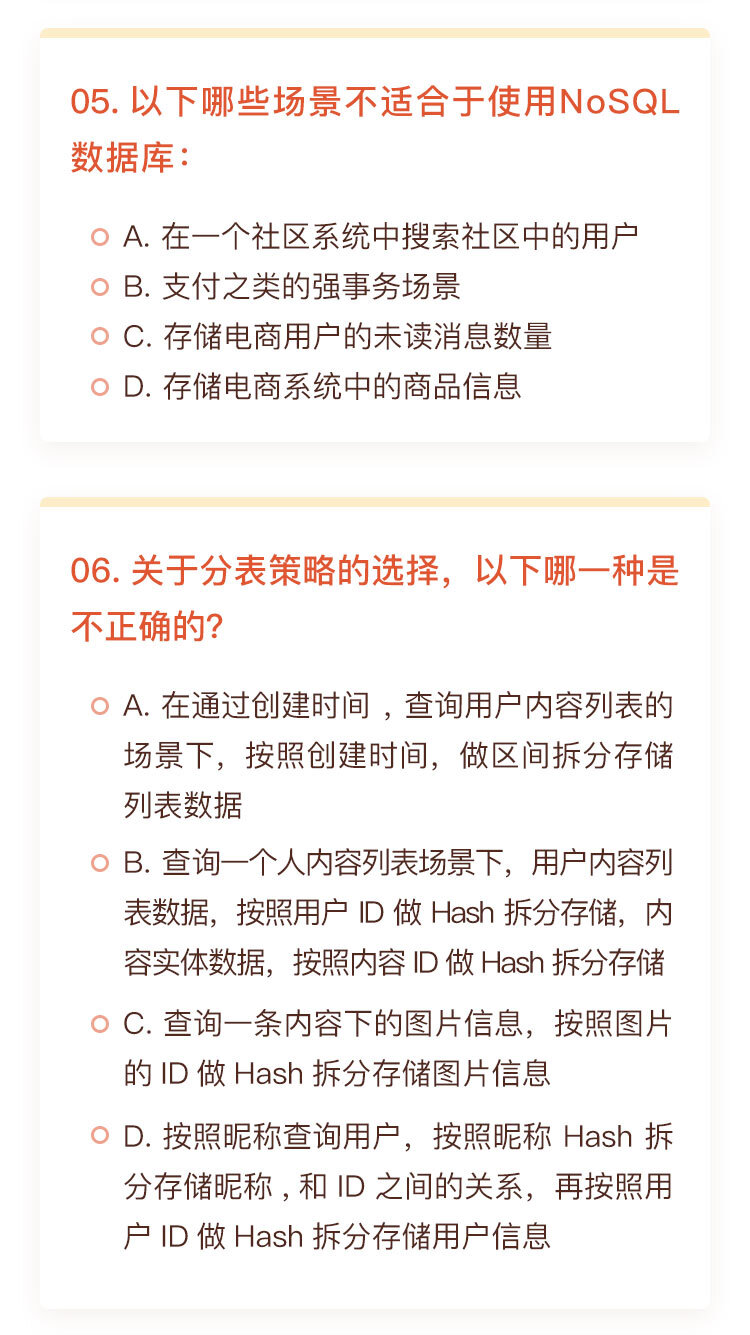 05. 以下哪些场景不适合于使用NoSQL
数据库：
A. 在一个社区系统中搜索社区中的用户
B. 支付之类的强事务场景
C. 存储电商用户的未读消息数量
D. 存储电商系统中的商品信息
06. 关于分表策略的选择，以下哪一种是
不正确的?
A. 在通过创建时间 , 查询用户内容列表的
场景下，按照创建时间，做区间拆分存储
列表数据
B. 查询一个人内容列表场景下，用户内容列
表数据，按照用户 ID 做 Hash 拆分存储，内
容实体数据，按照内容 ID 做 Hash 拆分存储
C. 查询一条内容下的图片信息，按照图片
的 ID 做 Hash 拆分存储图片信息
D. 按照昵称查询用户，按照昵称 Hash 拆
分存储昵称 , 和 ID 之间的关系，再按照用
户 ID 做 Hash 拆分存储用户信息